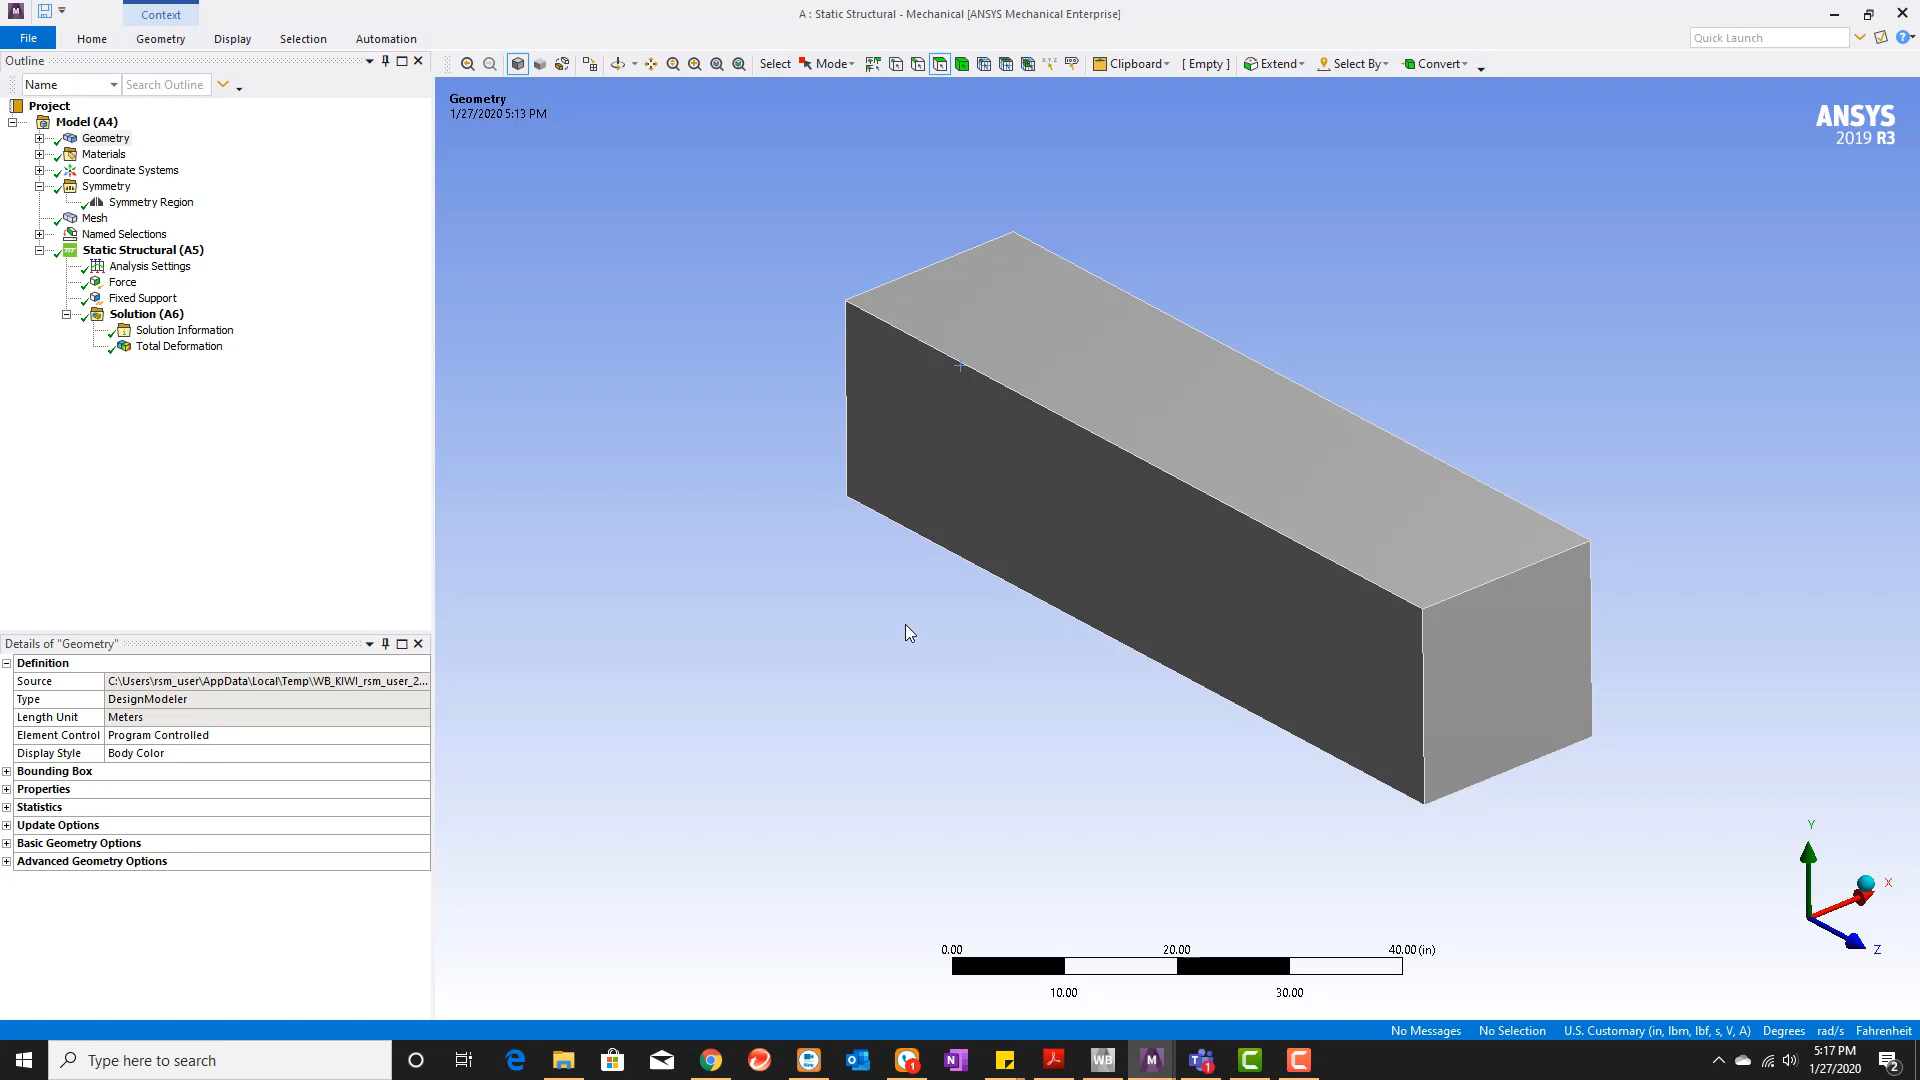 Context
A : Static Structural - Mechanical [ANSYS Mechanical Enterprise]
File Home Geometry Display Selection Automation
Quick Launch
Outline
Name Search Outline
Select Mode Clipboard [ Empty ] Extend Select By Convert
Project
Model (A4)
Geometry
Materials
Coordinate Systems
Symmetry
Symmetry Region
Mesh
Named Selections
Static Structural (A5)
Analysis Settings
Force
Fixed Support
Solution (A6)
Solution Information
Total Deformation
Geometry
1/27/2020 5:13 PM
ANSYS
2019 R3
Details of "Geometry"
Definition
Source C:\Users\rsm_user\AppData\Local\Temp\WB_KIWI_rsm_user_2...
Type DesignModeler
Length Unit Meters
Element Control Program Controlled
Display Style Body Color
Bounding Box
Properties
Statistics
Update Options
Basic Geometry Options
Advanced Geometry Options
Y
X
Z
0.00 20.00 40.00 (in)
10.00 30.00
No Messages No Selection U.S. Customary (in, lbm, lbf, s, V, A) Degrees rad/s Fahrenheit
Type here to search
WB
M
5:17 PM
1/27/2020
2